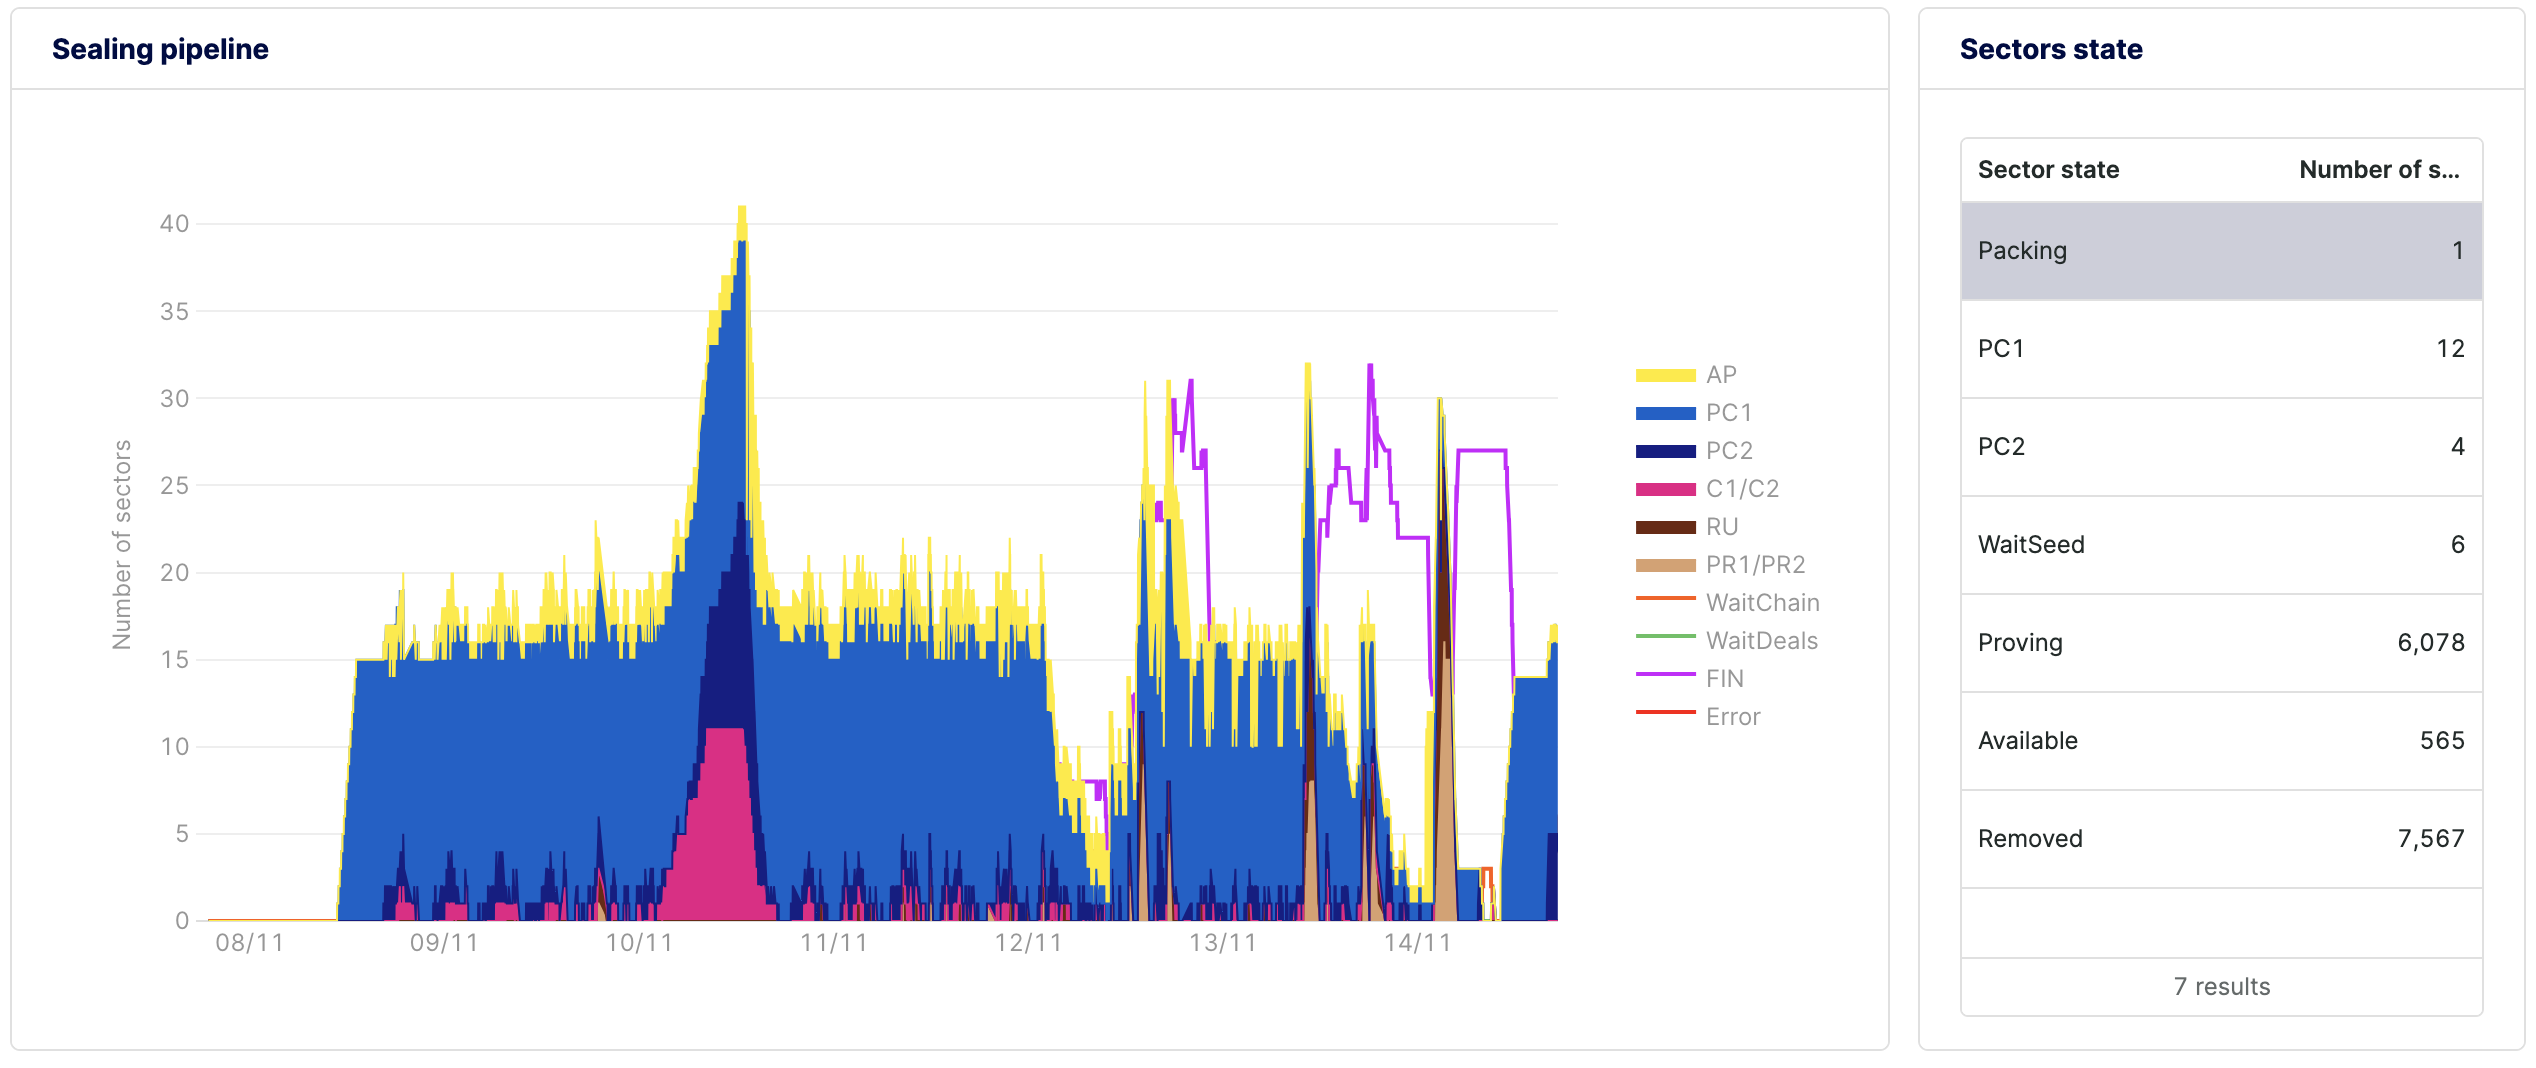 Sealing pipeline
Number of sectors
40
35
30
25
20
15
10
5
0
08/11
09/11
10/11
11/11
12/11
13/11
14/11
AP
PC1
PC2
C1/C2
RU
PR1/PR2
WaitChain
WaitDeals
FIN
Error
Sectors state
Sector state Number of s...
Packing 1
PC1 12
PC2 4
WaitSeed 6
Proving 6,078
Available 565
Removed 7,567
7 results